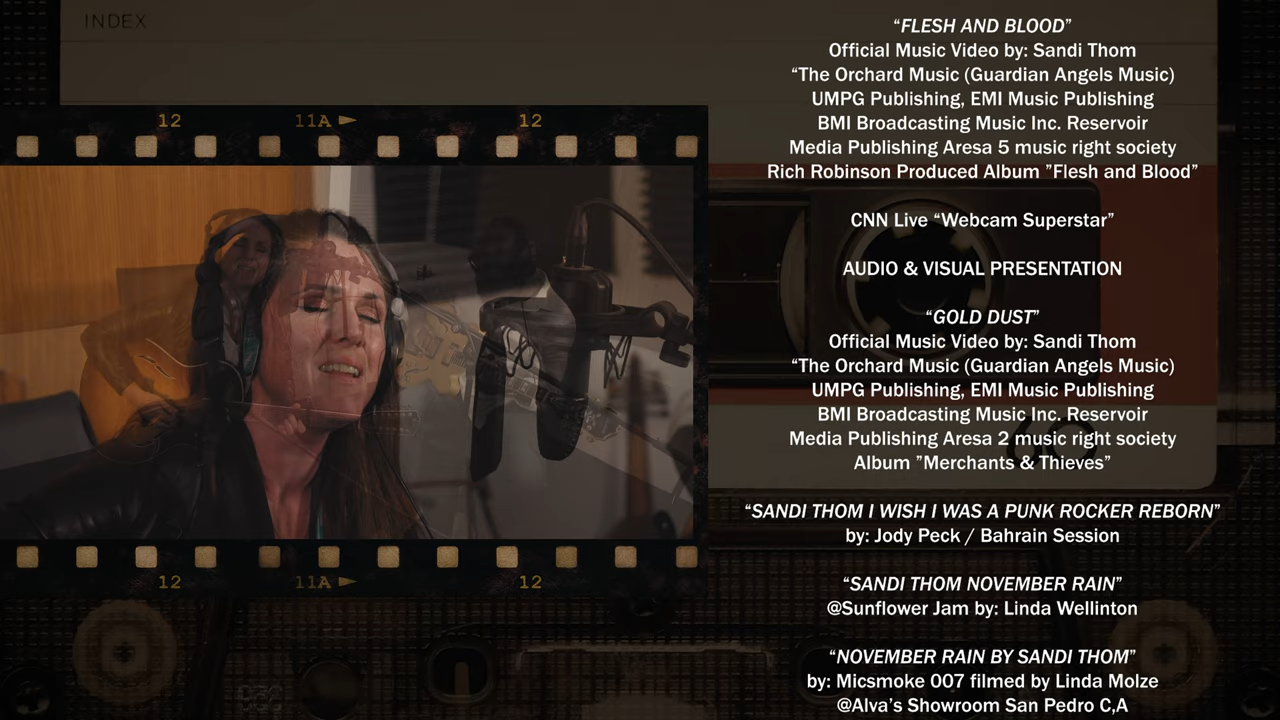 INDEX
12 11A 12
12 11A 12
“FLESH AND BLOOD”
Official Music Video by: Sandi Thom
“The Orchard Music (Guardian Angels Music)
UMPG Publishing, EMI Music Publishing
BMI Broadcasting Music Inc. Reservoir
Media Publishing Aresa 5 music right society
Rich Robinson Produced Album ”Flesh and Blood”
CNN Live “Webcam Superstar”
AUDIO & VISUAL PRESENTATION
“GOLD DUST”
Official Music Video by: Sandi Thom
“The Orchard Music (Guardian Angels Music)
UMPG Publishing, EMI Music Publishing
BMI Broadcasting Music Inc. Reservoir
Media Publishing Aresa 2 music right society
Album ”Merchants & Thieves”
“SANDI THOM I WISH I WAS A PUNK ROCKER REBORN”
by: Jody Peck / Bahrain Session
“SANDI THOM NOVEMBER RAIN”
@Sunflower Jam by: Linda Wellinton
“NOVEMBER RAIN BY SANDI THOM”
by: Micsmoke 007 filmed by Linda Molze
@Alva’s Showroom San Pedro C,A
60